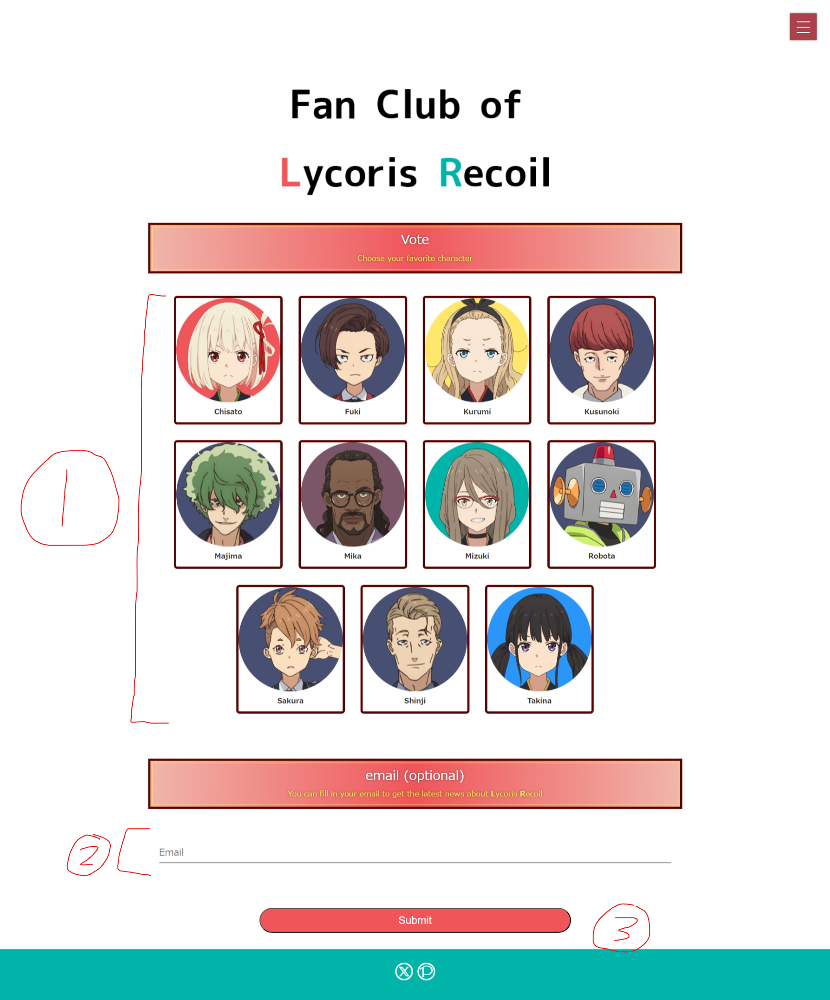 Fan Club of
Lycoris Recoil
Vote
Choose your favorite character
Chisato
Fuki
Kurumi
Kusunoki
1
Majima
Mika
Mizuki
Robota
Sakura
Shinji
Takina
email (optional)
You can fill in your email to get the latest news about Lycoris Recoil
2
Email
Submit
3
X P